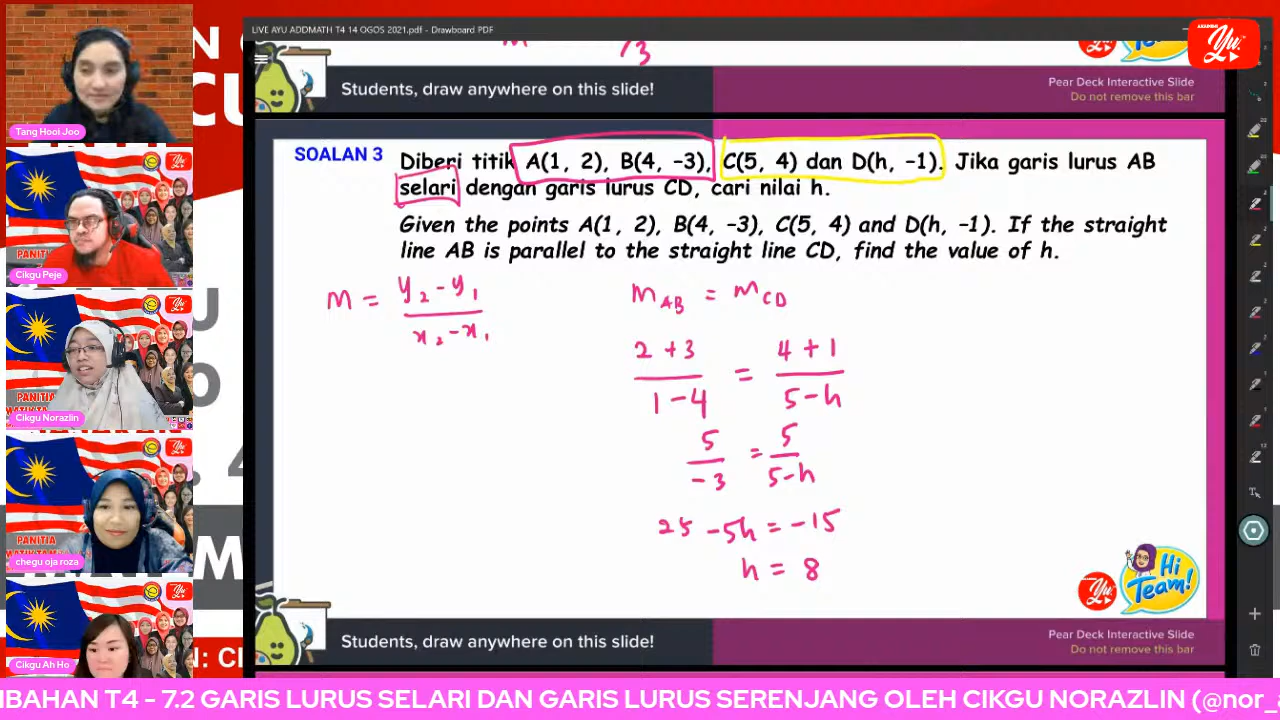 LIVE AYU ADDMATH T4 14 OGOS 2021.pdf - Drawboard PDF
Students, draw anywhere on this slide!
Pear Deck Interactive Slide
Do not remove this bar
SOALAN 3
Diberi titik A(1, 2), B(4, -3), C(5, 4) dan D(h, -1). Jika garis lurus AB
selari dengan garis lurus CD, cari nilai h.
Given the points A(1, 2), B(4, -3), C(5, 4) and D(h, -1). If the straight
line AB is parallel to the straight line CD, find the value of h.
m = y₂ - y₁ / x₂ - x₁
m AB = m CD
2 + 3 / 1 - 4 = 4 + 1 / 5 - h
5 / -3 = 5 / 5 - h
25 - 5h = -15
h = 8
Hi Team!
Students, draw anywhere on this slide!
Pear Deck Interactive Slide
Do not remove this bar
Tang Hooi Joo
Cikgu Peje
Cikgu Norazlin
chegu oja roza
Cikgu Ah Ho
IBAHAN T4 - 7.2 GARIS LURUS SELARI DAN GARIS LURUS SERENJANG OLEH CIKGU NORAZLIN (@nor_